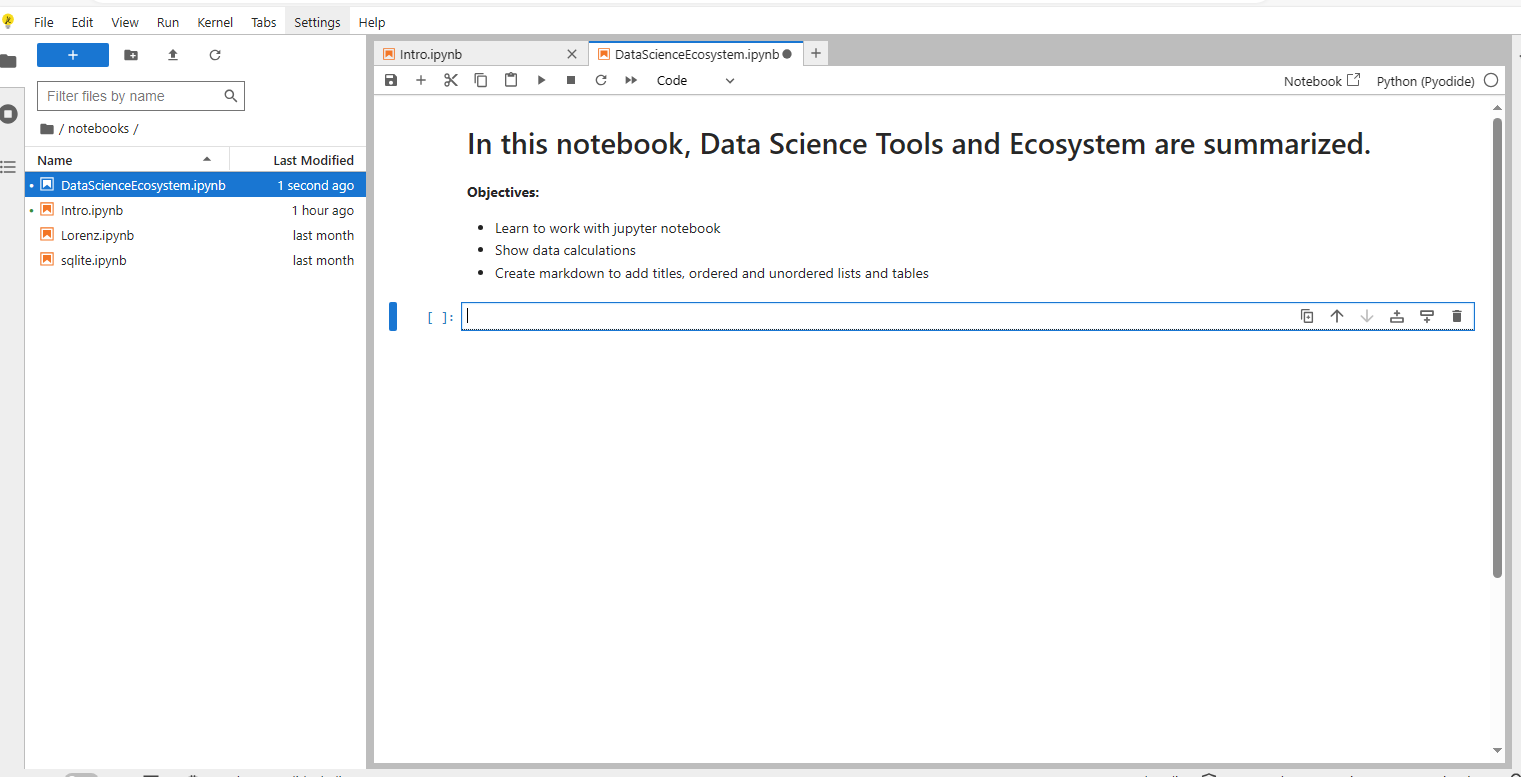 File Edit View Run Kernel Tabs Settings Help
Filter files by name
/ notebooks /
Name Last Modified
DataScienceEcosystem.ipynb 1 second ago
Intro.ipynb 1 hour ago
Lorenz.ipynb last month
sqlite.ipynb last month
Intro.ipynb DataScienceEcosystem.ipynb
Code Notebook Python (Pyodide)
In this notebook, Data Science Tools and Ecosystem are summarized.
Objectives:
Learn to work with jupyter notebook
Show data calculations
Create markdown to add titles, ordered and unordered lists and tables
[ ]: